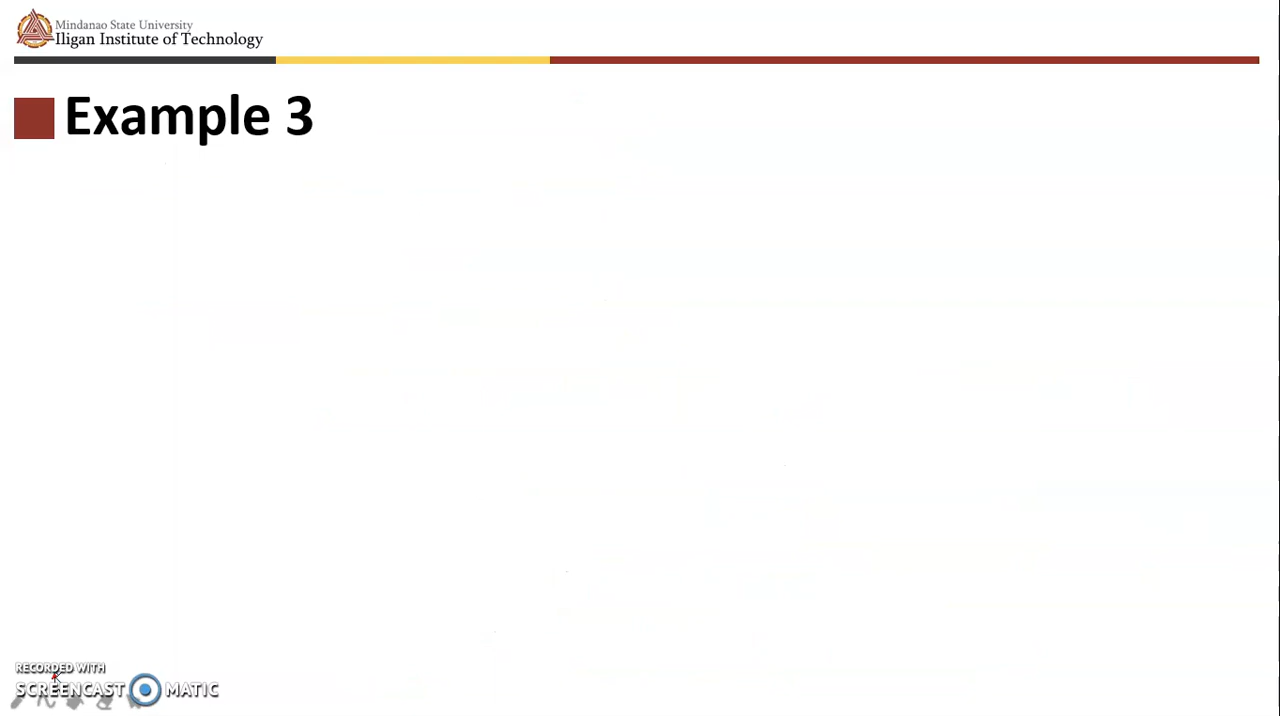 Mindanao State University
Iligan Institute of Technology
Example 3
RECORDED WITH
SCREENCAST MATIC